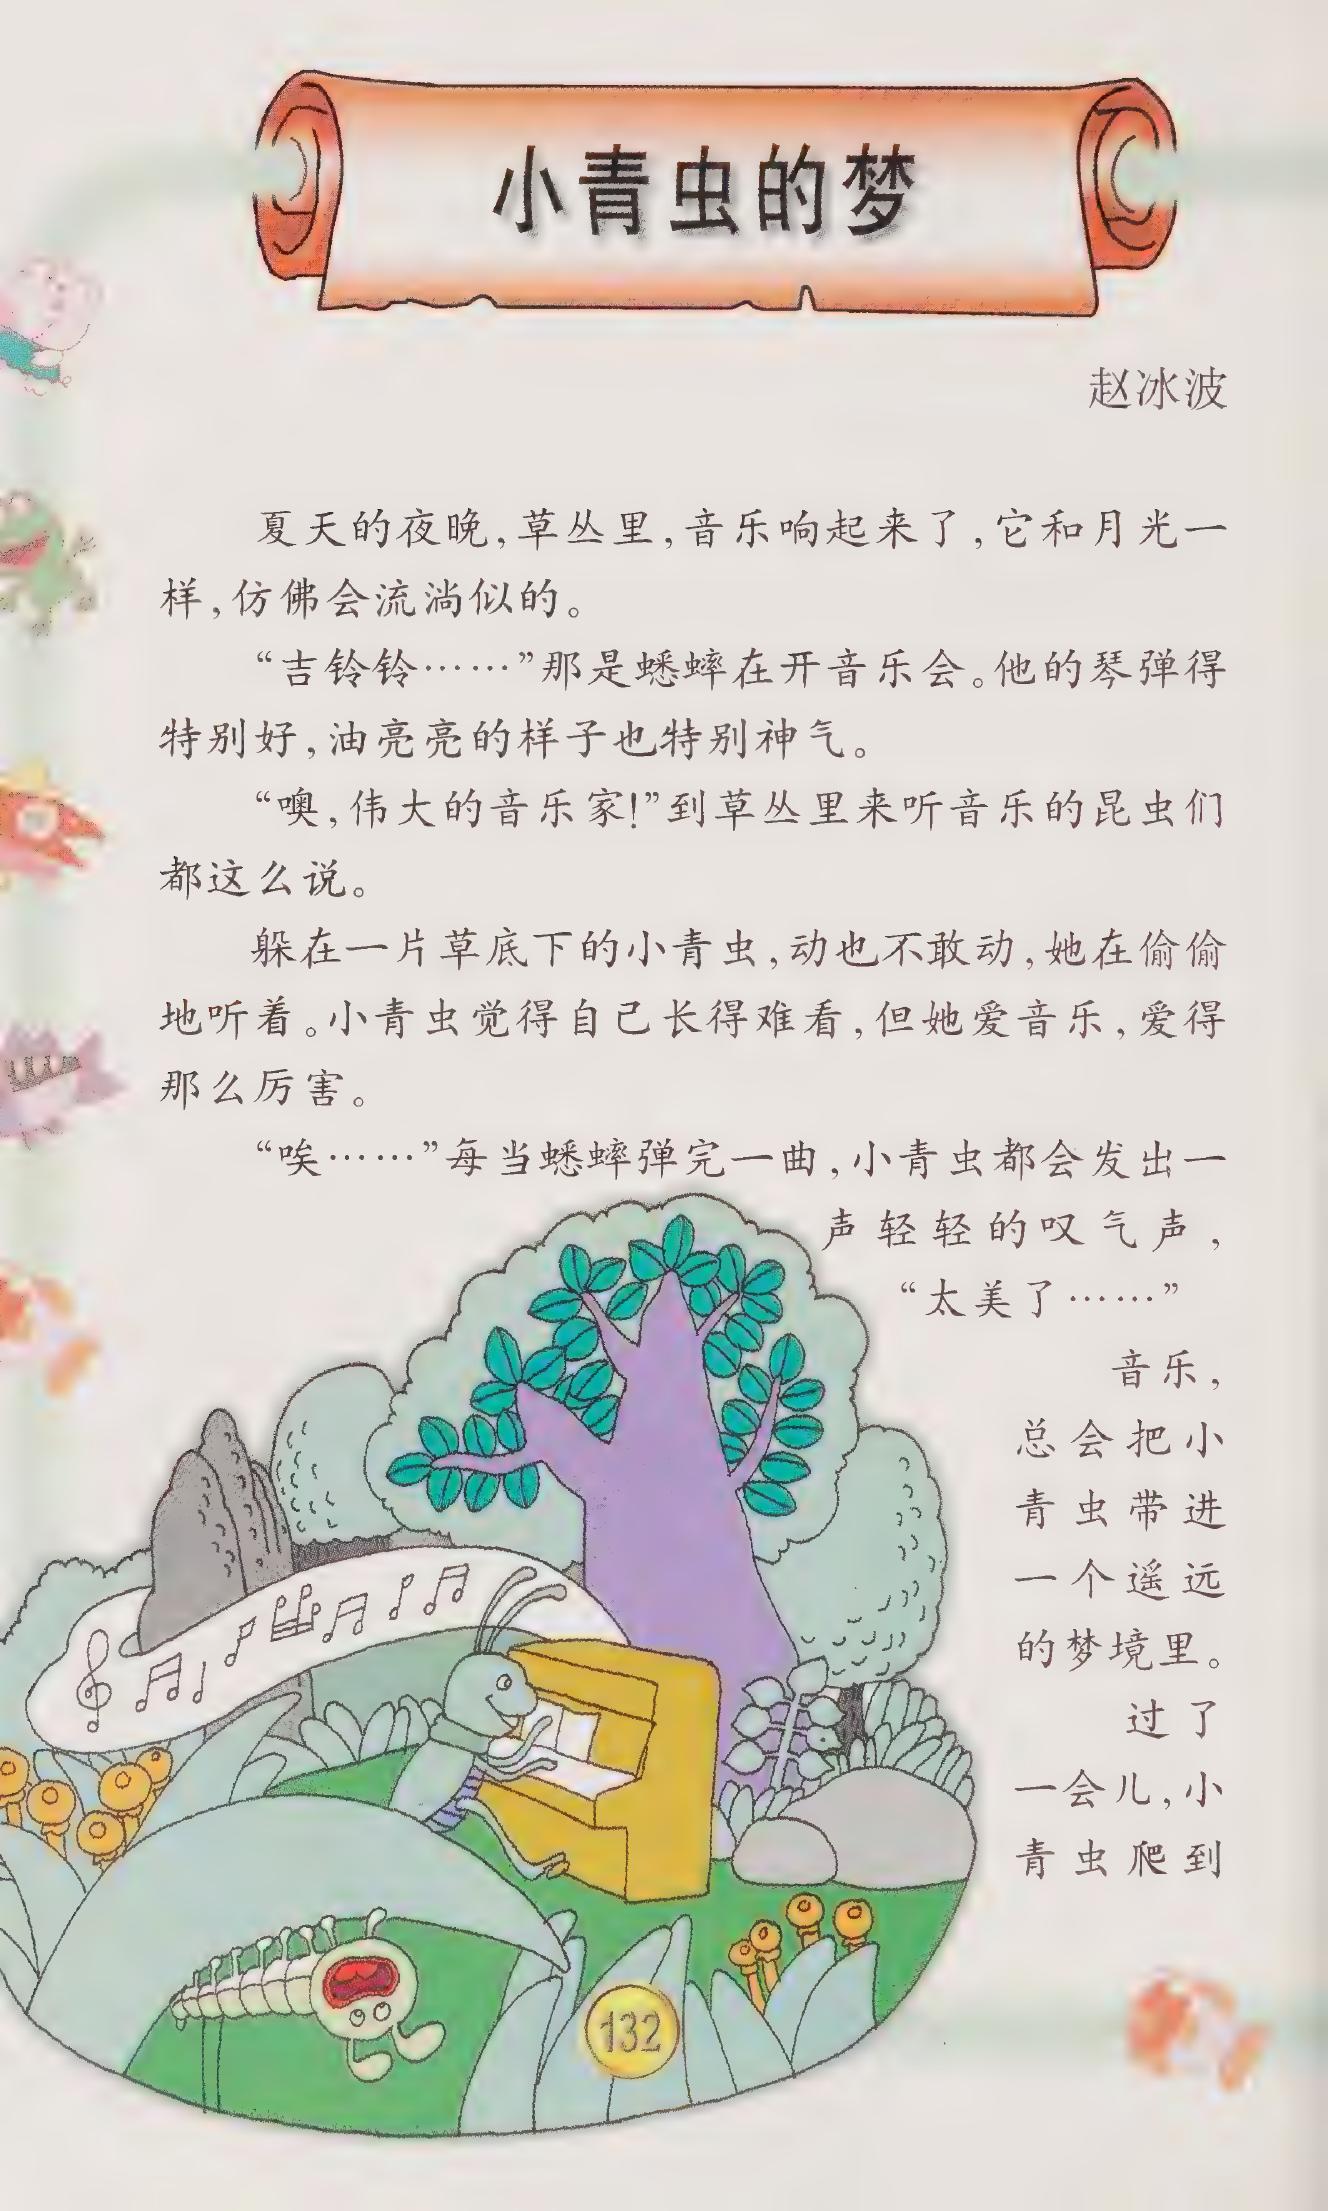 小青虫的梦
赵冰波
夏天的夜晚,草丛里,音乐响起来了,它和月光一
样,仿佛会流淌似的。
“吉铃铃……”那是蟋蟀在开音乐会。他的琴弹得
特别好,油亮亮的样子也特别神气。
“噢,伟大的音乐家!”到草丛里来听音乐的昆虫们
都这么说。
躲在一片草底下的小青虫,动也不敢动,她在偷偷
地听着。小青虫觉得自己长得难看,但她爱音乐,爱得
那么厉害。
“唉……”每当蟋蟀弹完一曲,小青虫都会发出一
声轻轻的叹气声,
“太美了……”
音乐,
总会把小
青虫带进
一个遥远
的梦境里。
过了
一会儿,小
青虫爬到
132